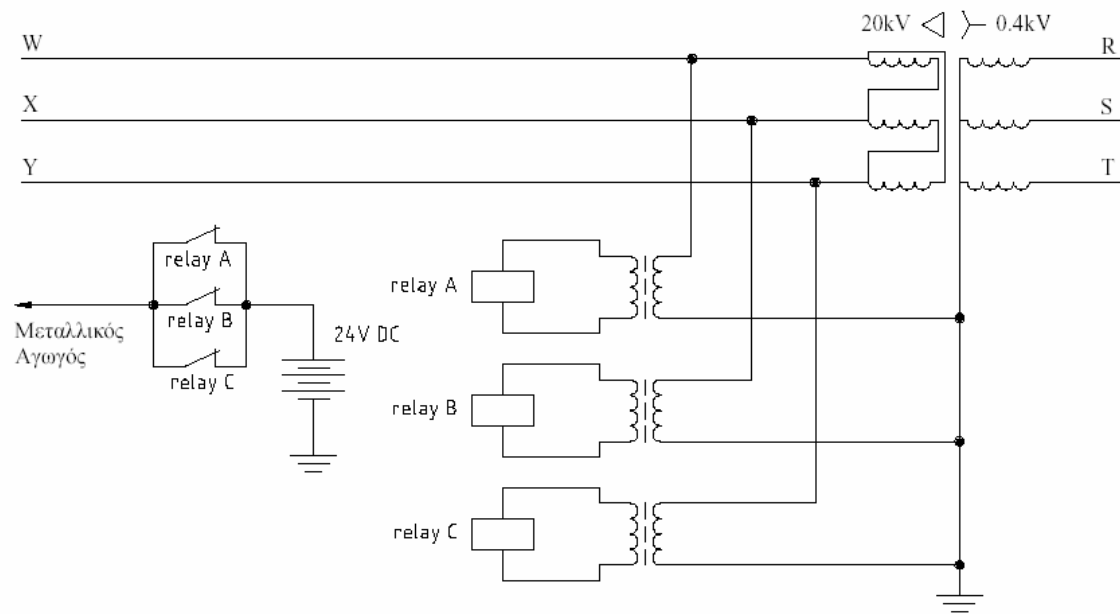 20kV 0.4kV
W
R
X
S
Y
T
relay A
relay A
relay B
24V DC
Μεταλλικός
Αγωγός
relay C
relay B
relay C